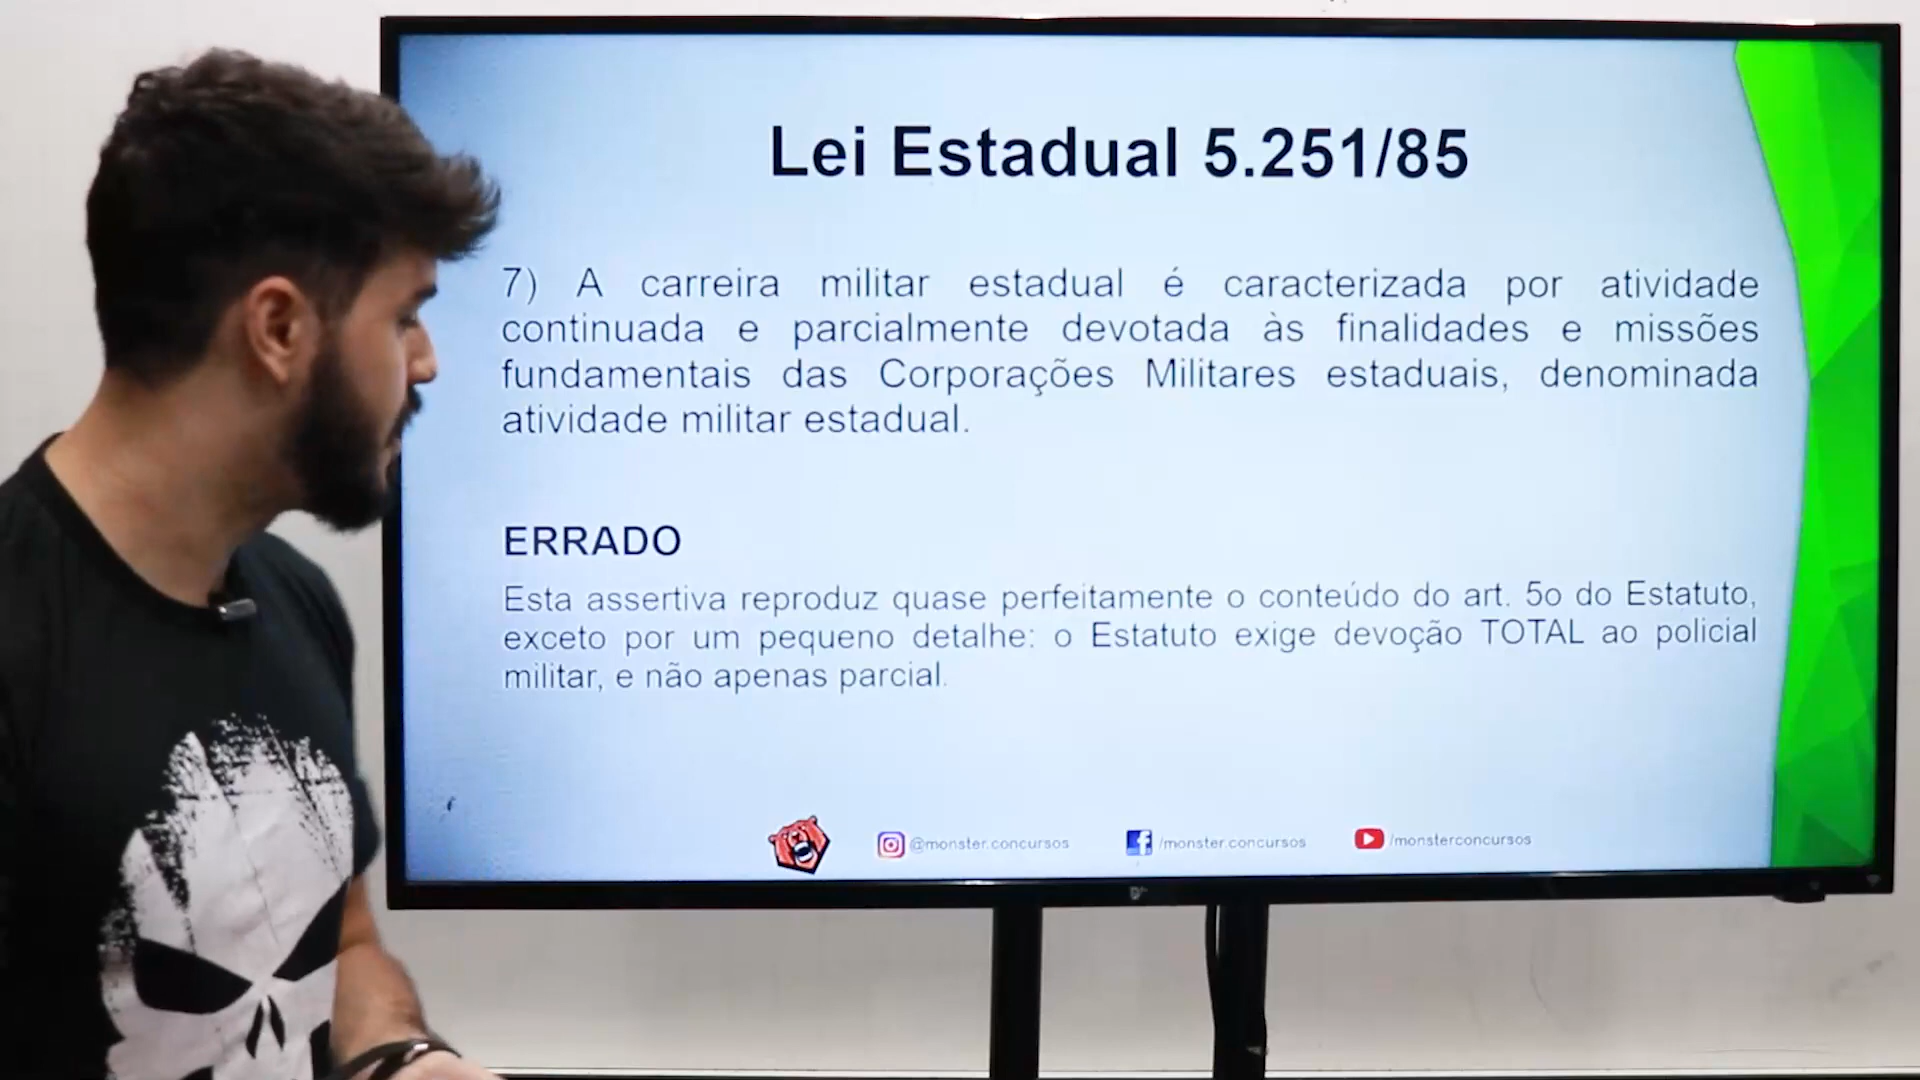 Lei Estadual 5.251/85
7) A carreira militar estadual é caracterizada por atividade
continuada e parcialmente devotada às finalidades e missões
fundamentais das Corporações Militares estaduais, denominada
atividade militar estadual.
ERRADO
Esta assertiva reproduz quase perfeitamente o conteúdo do art. 5o do Estatuto,
exceto por um pequeno detalhe: o Estatuto exige devoção TOTAL ao policial
militar, e não apenas parcial.
@monster.concursos
/monster.concursos
/monsterconcursos